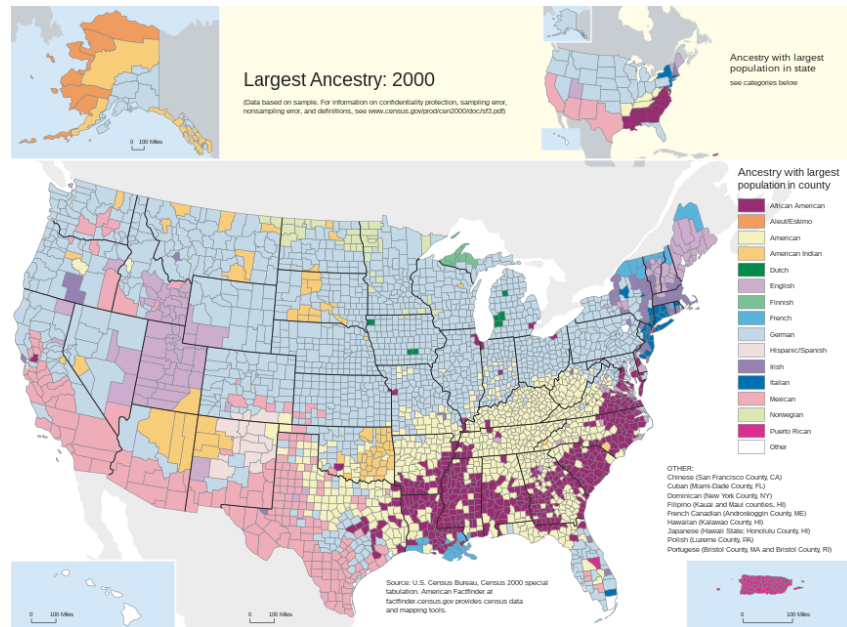 Largest Ancestry: 2000
(Data based on sample. For information on confidentiality protection, sampling error,
nonsampling error, and definitions, see www.census.gov/prod/cen2000/doc/sf3.pdf)
Ancestry with largest
population in state
see categories below
0 100 Miles
Ancestry with largest
population in county
African American
Aleut/Eskimo
American
American Indian
Dutch
English
Finnish
French
German
Hispanic/Spanish
Irish
Italian
Mexican
Norwegian
Puerto Rican
Other
OTHER:
Chinese (San Francisco County, CA)
Cuban (Miami-Dade County, FL)
Dominican (New York County, NY)
Filipino (Kauai and Maui counties, HI)
French Canadian (Androskoggin County, ME)
Hawaiian (Kalawao County, HI)
Japanese (Hawaii State; Honolulu County, HI)
Polish (Luzerne County, PA)
Portugese (Bristol County, MA and Bristol County, RI)
Source: U.S. Census Bureau, Census 2000 special
tabulation. American Factfinder at
factfinder.census.gov provides census data
and mapping tools.
0 100 Miles
0 100 Miles
0 100 Miles